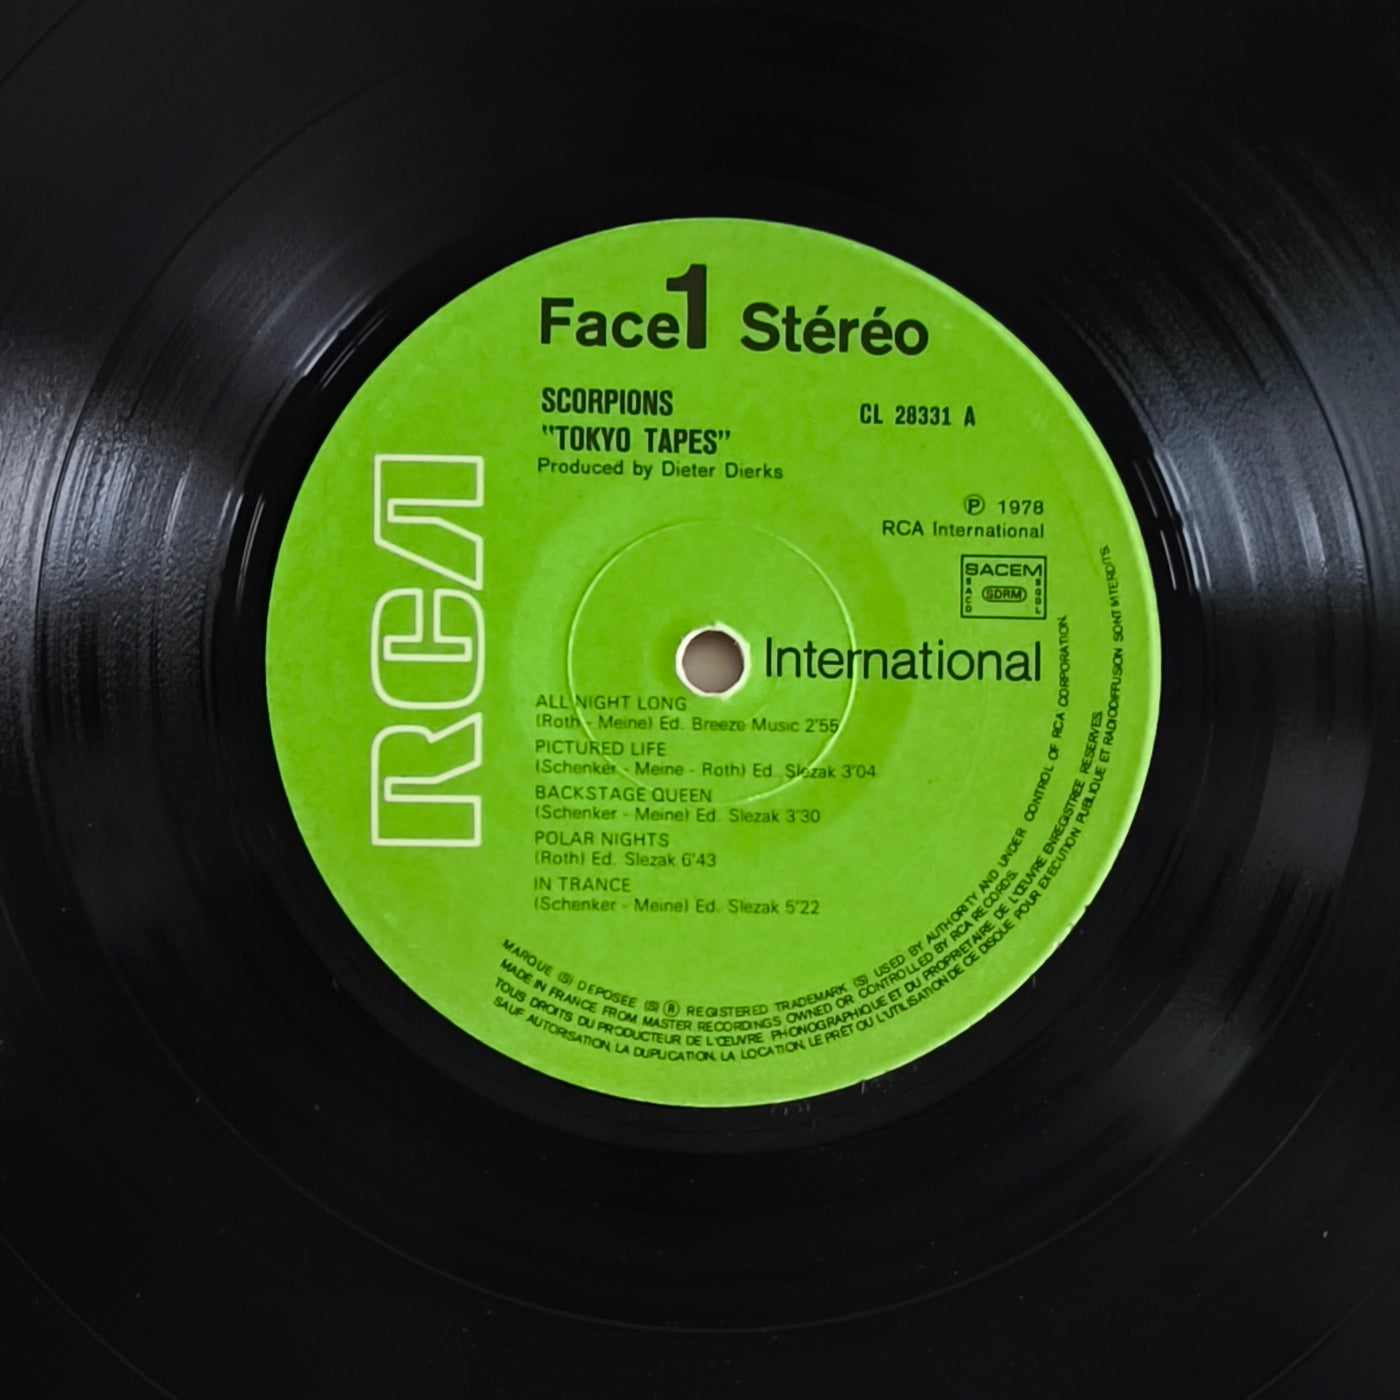 Face 1 Stéréo
SCORPIONS
CL 28331 A
"TOKYO TAPES"
Produced by Dieter Dierks
℗ 1978
RCA International
SACEM
SACD
SDRM
SGDL
RCA
International
ALL NIGHT LONG
(Roth - Meine) Ed. Breeze Music 2'55
PICTURED LIFE
(Schenker - Meine - Roth) Ed. Slezak 3'04
BACKSTAGE QUEEN
(Schenker - Meine) Ed. Slezak 3'30
POLAR NIGHTS
(Roth) Ed. Slezak 6'43
IN TRANCE
(Schenker - Meine) Ed. Slezak 5'22
MARQUE (S) DEPOSEE (S) ® REGISTERED TRADEMARK (S) USED BY AUTHORITY AND UNDER CONTROL OF RCA CORPORATION.
MADE IN FRANCE FROM MASTER RECORDINGS OWNED OR CONTROLLED BY RCA RECORDS.
TOUS DROITS DU PRODUCTEUR DE L'ŒUVRE PHONOGRAPHIQUE ET DU PROPRIETAIRE DE L'ŒUVRE ENREGISTREE RESERVES.
SAUF AUTORISATION, LA DUPLICATION, LA LOCATION, LE PRET OU L'UTILISATION DE CE DISQUE POUR EXECUTION PUBLIQUE ET RADIODIFFUSION SONT INTERDITS.